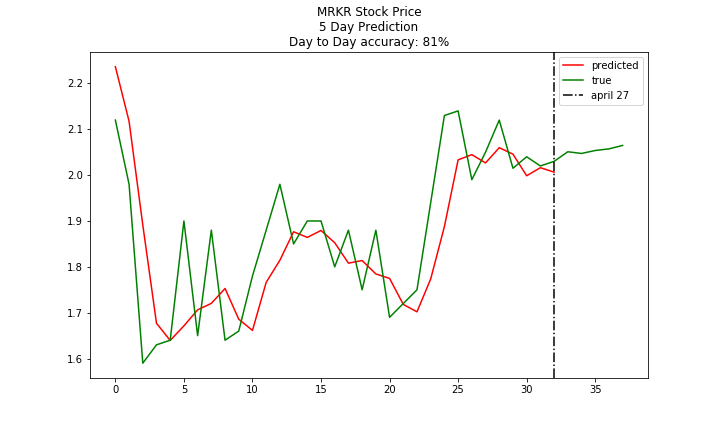 MRKR Stock Price
5 Day Prediction
Day to Day accuracy: 81%
predicted
true
april 27
2.2
2.1
2.0
1.9
1.8
1.7
1.6
0 5 10 15 20 25 30 35